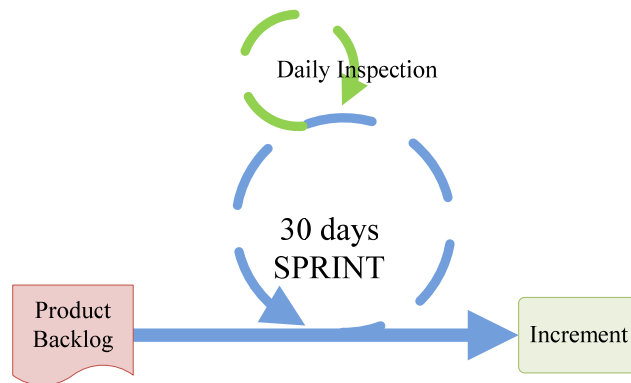 Daily Inspection
30 days
SPRINT
Product
Backlog
Increment